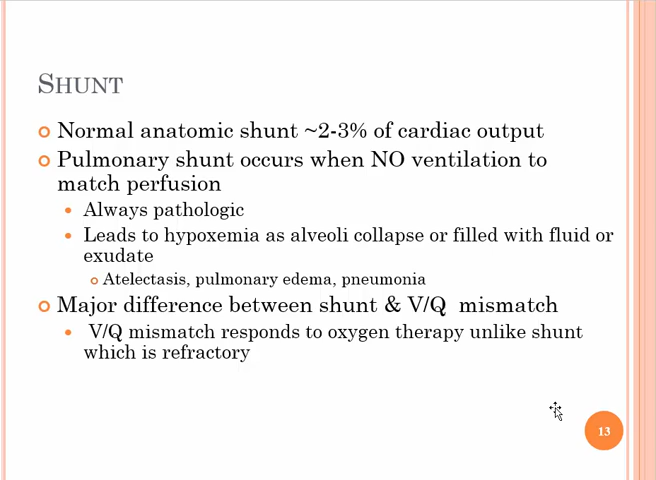 SHUNT
Normal anatomic shunt ~2-3% of cardiac output
Pulmonary shunt occurs when NO ventilation to
match perfusion
Always pathologic
Leads to hypoxemia as alveoli collapse or filled with fluid or
exudate
Atelectasis, pulmonary edema, pneumonia
Major difference between shunt & V/Q mismatch
V/Q mismatch responds to oxygen therapy unlike shunt
which is refractory
13